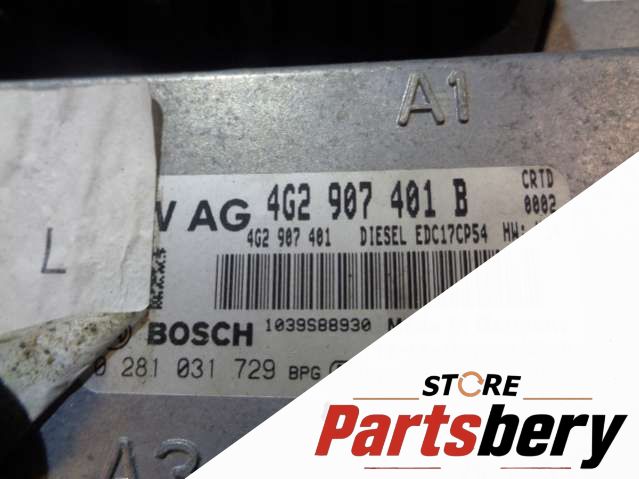 A1
L
W AG 4G2 907 401 B CRTD
0002
4G2 907 401 DIESEL EDC17CP54 HW:
BOSCH 1039S88930
0 281 031 729 BPG
A3
STORE
Partsbery